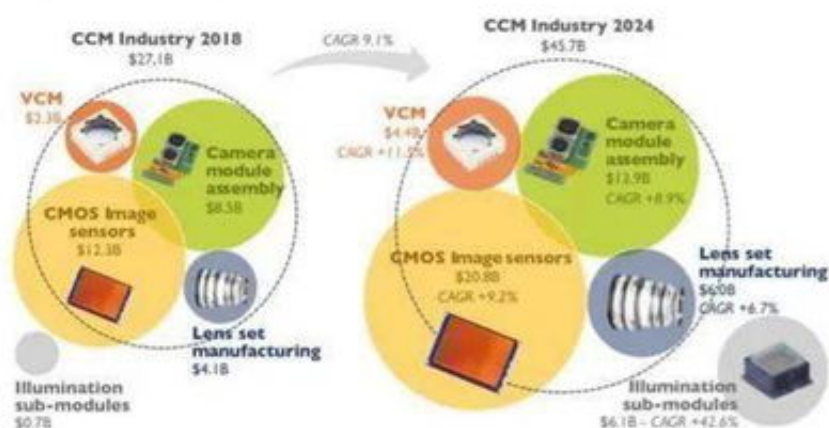 CCM Industry 2018
$27.1B
CAGR 9.1%
CCM Industry 2024
$45.7B
VCM
$2.3B
Camera
module
assembly
$8.5B
CMOS Image
sensors
$12.3B
Lens set
manufacturing
$4.1B
Illumination
sub-modules
$0.7B
VCM
$4.4B
CAGR +11.5%
Camera
module
assembly
$13.9B
CAGR +8.9%
CMOS Image sensors
$20.8B
CAGR +9.2%
Lens set
manufacturing
$6.0B
CAGR +6.7%
Illumination
sub-modules
$6.1B - CAGR +42.6%